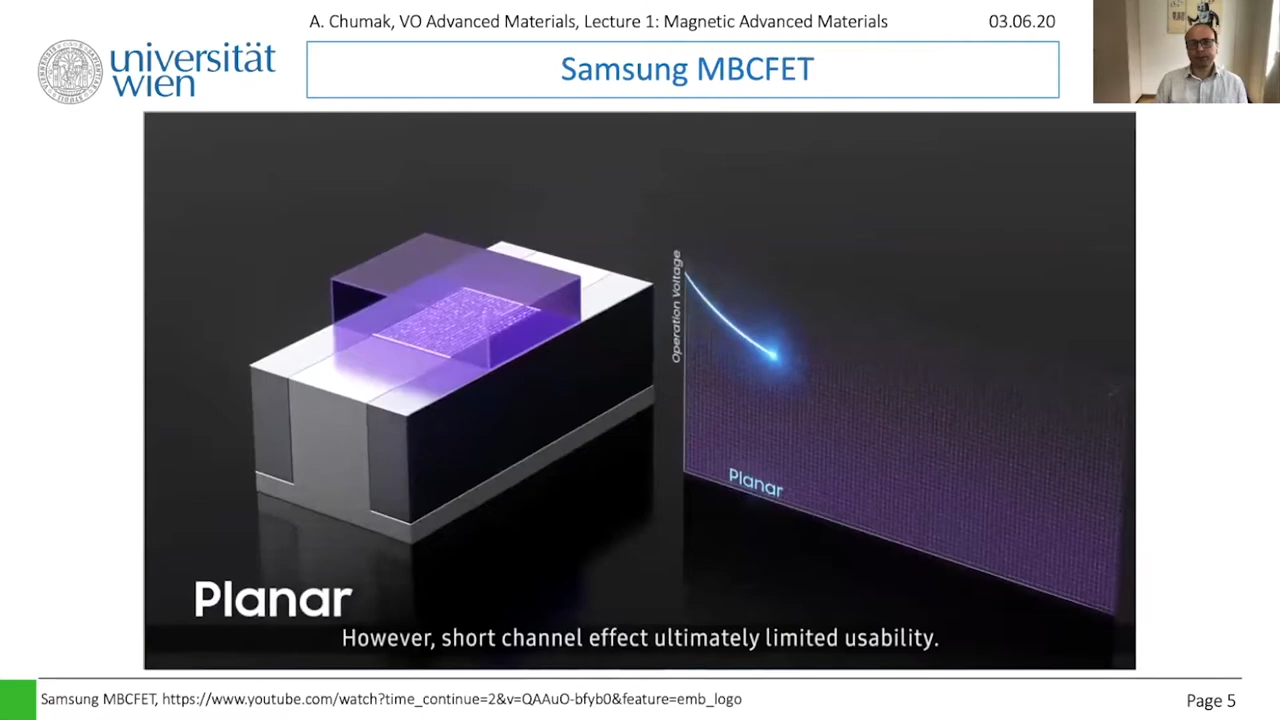 A. Chumak, VO Advanced Materials, Lecture 1: Magnetic Advanced Materials 03.06.20
universität
wien
Samsung MBCFET
Operation Voltage
Planar
Planar
However, short channel effect ultimately limited usability.
Samsung MBCFET, https://www.youtube.com/watch?time_continue=2&v=QAAuO-bfyb0&feature=emb_logo
Page 5